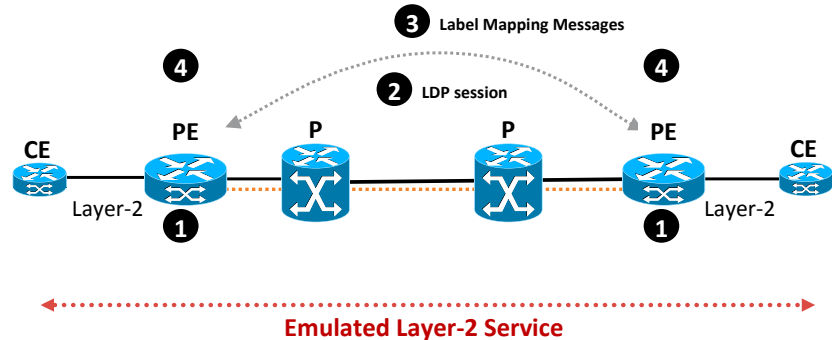 3 Label Mapping Messages
4
4
2 LDP session
CE
PE
P
P
PE
CE
Layer-2
Layer-2
1
1
Emulated Layer-2 Service